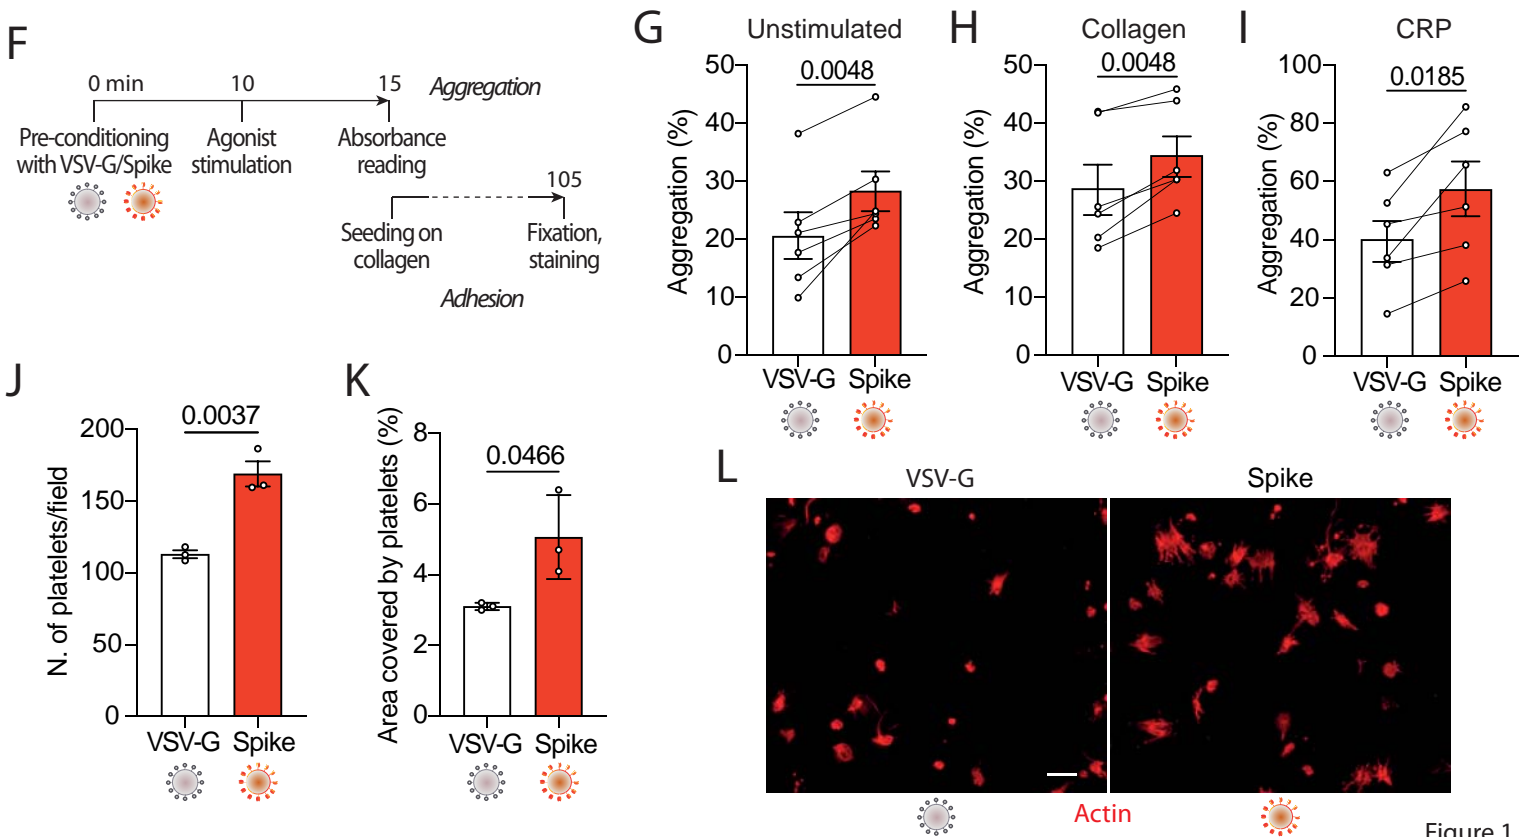 F
0 min 10 15 Aggregation
Pre-conditioning
with VSV-G/Spike
Agonist
stimulation
Absorbance
reading
105
Seeding on
collagen
Fixation,
staining
Adhesion
G
Unstimulated
0.0048
Aggregation (%)
50
40
30
20
10
0
VSV-G Spike
H
Collagen
0.0048
Aggregation (%)
50
40
30
20
10
0
VSV-G Spike
I
CRP
0.0185
Aggregation (%)
100
80
60
40
20
0
VSV-G Spike
J
0.0037
N. of platelets/field
200
150
100
50
0
VSV-G Spike
K
0.0466
Area covered by platelets (%)
8
6
4
2
0
VSV-G Spike
L
VSV-G Spike
Actin
Figure 1